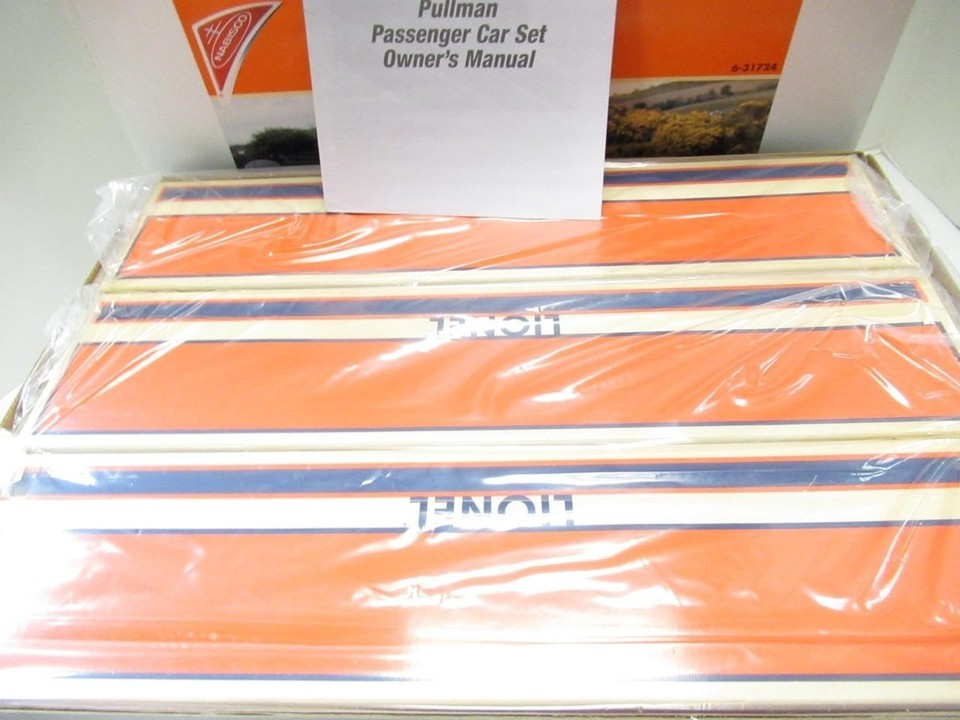 NABISCO
Pullman
Passenger Car Set
Owner's Manual
6-31724
LIONEL
LIONEL